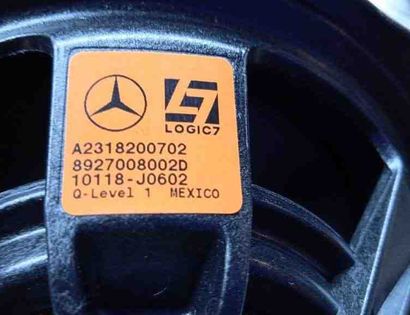 LOGIC7
A2318200702
8927008002D
10118-J0602
Q-Level 1 MEXICO